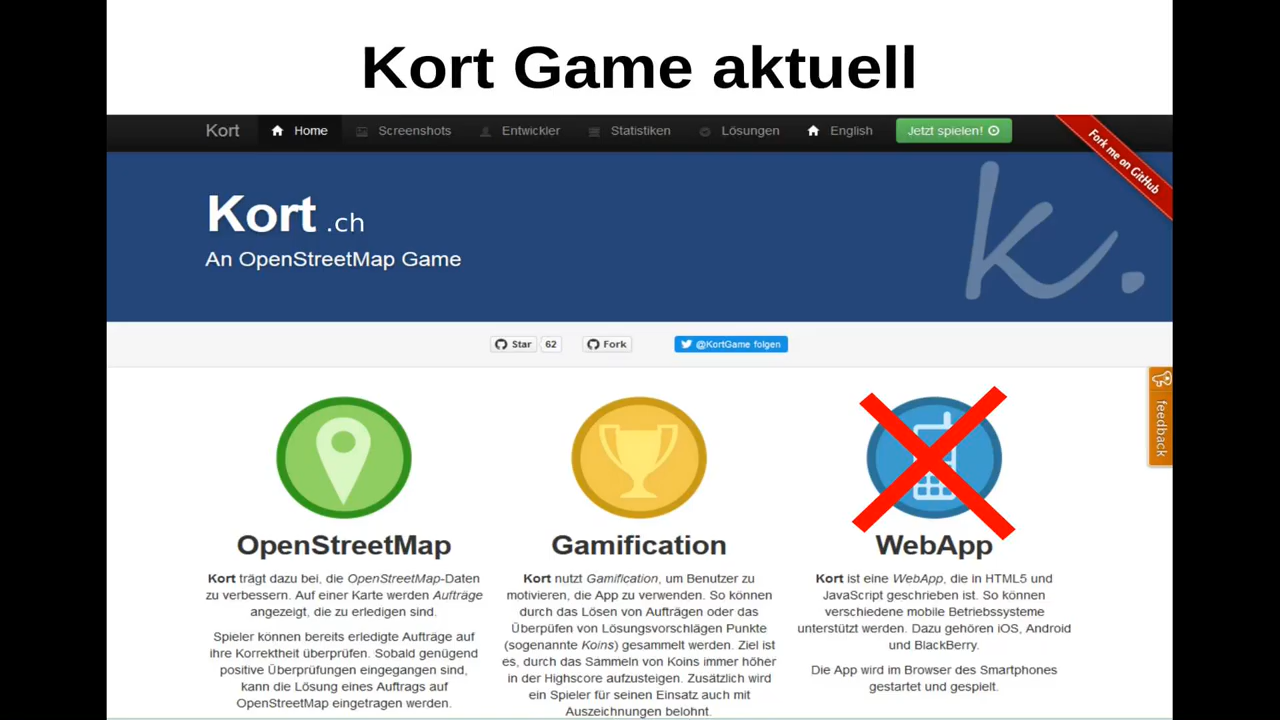 Kort Game aktuell
Kort Home Screenshots Entwickler Statistiken Lösungen English Jetzt spielen!
Fork me on GitHub
Kort .ch
An OpenStreetMap Game
k.
Star 62 Fork @KortGame folgen
feedback
OpenStreetMap
Kort trägt dazu bei, die OpenStreetMap-Daten
zu verbessern. Auf einer Karte werden Aufträge
angezeigt, die zu erledigen sind.
Spieler können bereits erledigte Aufträge auf
ihre Korrektheit überprüfen. Sobald genügend
positive Überprüfungen eingegangen sind,
kann die Lösung eines Auftrags auf
OpenStreetMap eingetragen werden.
Gamification
Kort nutzt Gamification, um Benutzer zu
motivieren, die App zu verwenden. So können
durch das Lösen von Aufträgen oder das
Überpüfen von Lösungsvorschlägen Punkte
(sogenannte Koins) gesammelt werden. Ziel ist
es, durch das Sammeln von Koins immer höher
in der Highscore aufzusteigen. Zusätzlich wird
ein Spieler für seinen Einsatz auch mit
Auszeichnungen belohnt.
WebApp
Kort ist eine WebApp, die in HTML5 und
JavaScript geschrieben ist. So können
verschiedene mobile Betriebssysteme
unterstützt werden. Dazu gehören iOS, Android
und BlackBerry.
Die App wird im Browser des Smartphones
gestartet und gespielt.